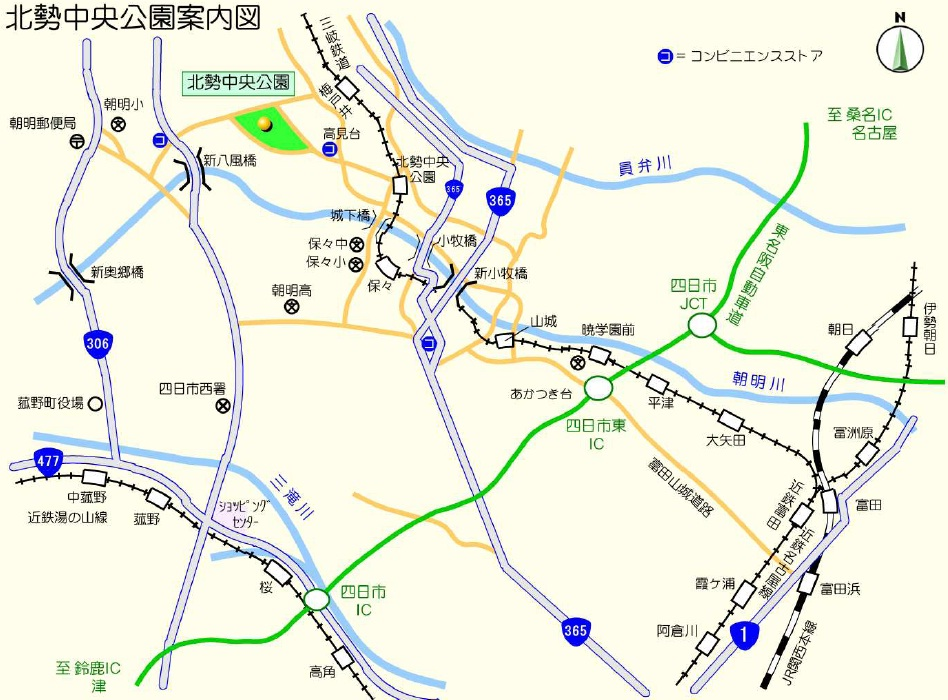 北勢中央公園案内図
N
コ = コンビニエンスストア
三岐鉄道
梅戸井
北勢中央公園
朝明小
朝明郵便局
コ
高見台
コ
新八風橋
北勢中央
公園
365
365
員弁川
至 桑名IC
名古屋
東名阪自動車道
城下橋
保々中
保々小
小牧橋
新小牧橋
保々
新奥郷橋
朝明高
四日市
JCT
山城
暁学園前
朝日
伊勢朝日
306
コ
四日市西署
菰野町役場
あかつき台
平津
朝明川
四日市東
IC
大矢田
富洲原
477
三滝川
富田山城道路
中菰野
近鉄湯の山線
菰野
ショッピング
センター
近鉄富田
富田
近鉄名古屋線
桜
四日市
IC
霞ケ浦
富田浜
365
阿倉川
1
JR関西本線
至 鈴鹿IC
津
高角